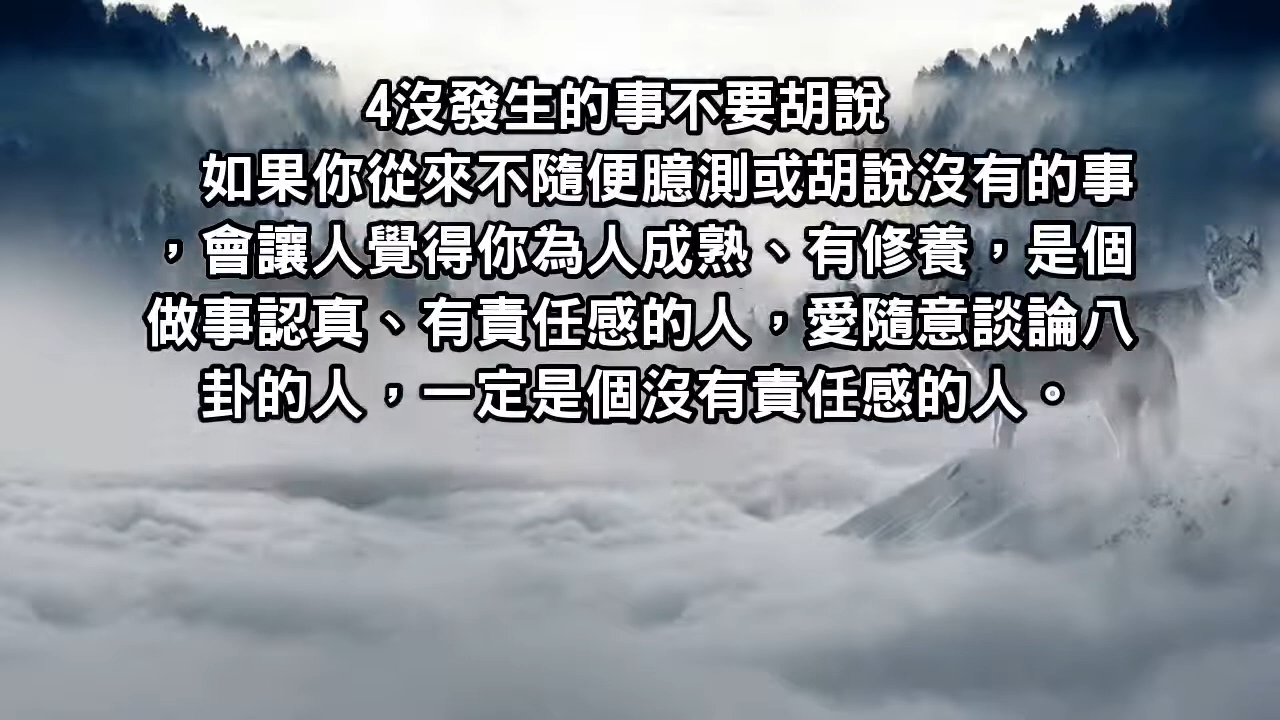 4沒發生的事不要胡說
如果你從來不隨便臆測或胡說沒有的事
，會讓人覺得你為人成熟、有修養，是個
做事認真、有責任感的人，愛隨意談論八
卦的人，一定是個沒有責任感的人。